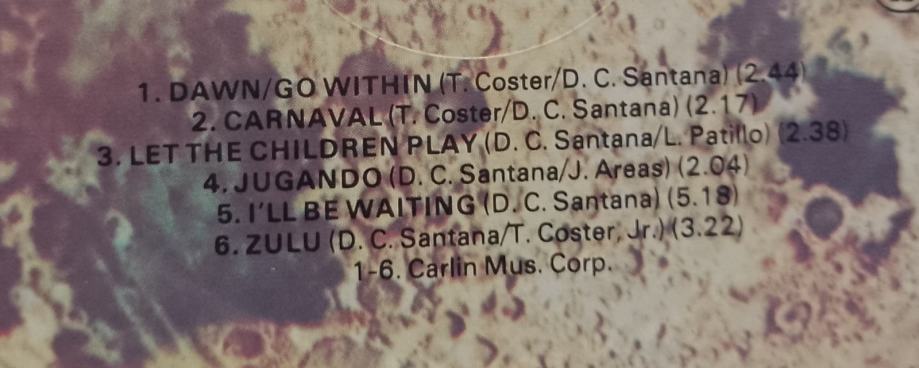 1. DAWN/GO WITHIN (T. Coster/D. C. Santana) (2.44)
2. CARNAVAL (T. Coster/D. C. Santana) (2.17)
3. LET THE CHILDREN PLAY (D. C. Santana/L. Patillo) (2.38)
4. JUGANDO (D. C. Santana/J. Areas) (2.04)
5. I'LL BE WAITING (D. C. Santana) (5.18)
6. ZULU (D. C. Santana/T. Coster, Jr.) (3.22)
1-6. Carlin Mus. Corp.